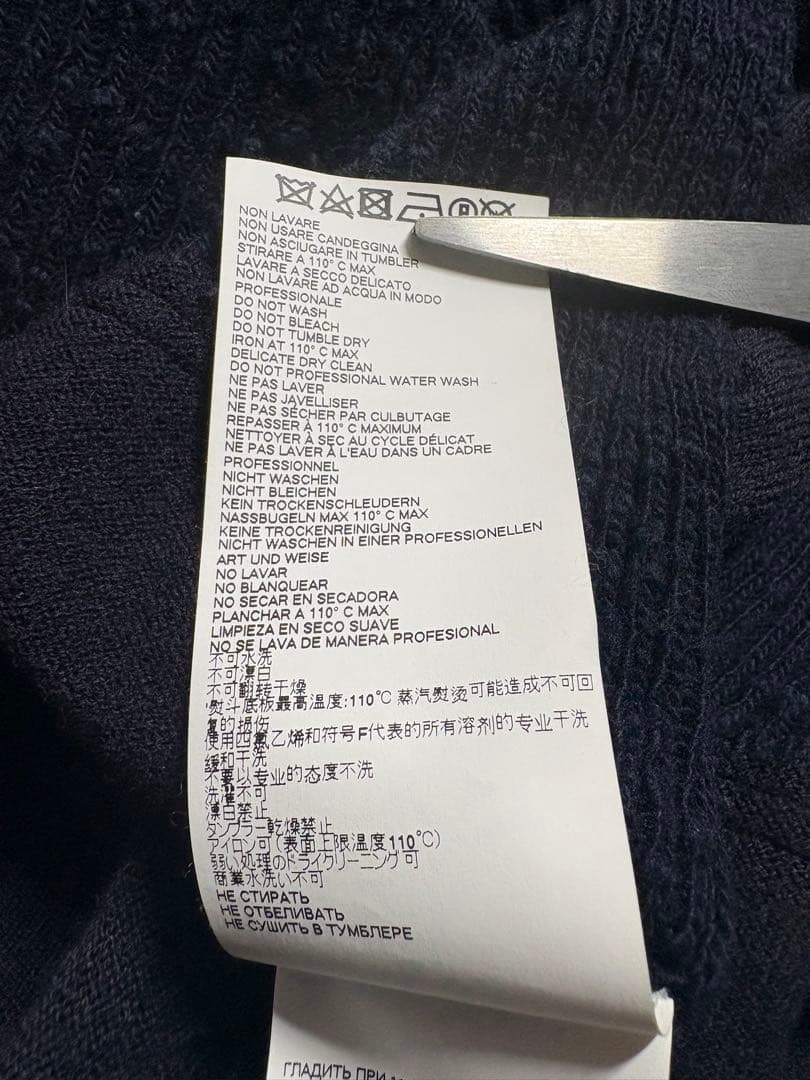 NON LAVARE
NON USARE CANDEGGINA
NON ASCIUGARE IN TUMBLER
STIRARE A 110° C MAX
LAVARE A SECCO DELICATO
NON LAVARE AD ACQUA IN MODO
PROFESSIONALE
DO NOT WASH
DO NOT BLEACH
DO NOT TUMBLE DRY
IRON AT 110° C MAX
DELICATE DRY CLEAN
DO NOT PROFESSIONAL WATER WASH
NE PAS LAVER
NE PAS JAVELLISER
NE PAS SÉCHER PAR CULBUTAGE
REPASSER À 110° C MAXIMUM
NETTOYER À SEC AU CYCLE DÉLICAT
NE PAS LAVER À L'EAU DANS UN CADRE
PROFESSIONNEL
NICHT WASCHEN
NICHT BLEICHEN
KEIN TROCKENSCHLEUDERN
NASSBUGELN MAX 110° C MAX
KEINE TROCKENREINIGUNG
NICHT WASCHEN IN EINER PROFESSIONELLEN
ART UND WEISE
NO LAVAR
NO BLANQUEAR
NO SECAR EN SECADORA
PLANCHAR A 110° C MAX
LIMPIEZA EN SECO SUAVE
NO SE LAVA DE MANERA PROFESIONAL
不可水洗
不可漂白
不可翻转干燥
熨斗底板最高温度:110℃ 蒸汽熨烫可能造成不可回
复的损伤
使用四氯乙烯和符号F代表的所有溶剂的专业干洗
缓和干洗
不要以专业的态度不洗
洗濯不可
漂白禁止
タンブラー乾燥禁止
アイロン可(表面上限温度110℃)
弱い処理のドライクリーニング可
商業水洗い不可
НЕ СТИРАТЬ
НЕ ОТБЕЛИВАТЬ
НЕ СУШИТЬ В ТУМБЛЕРЕ
ГЛАДИТЬ ПРИ